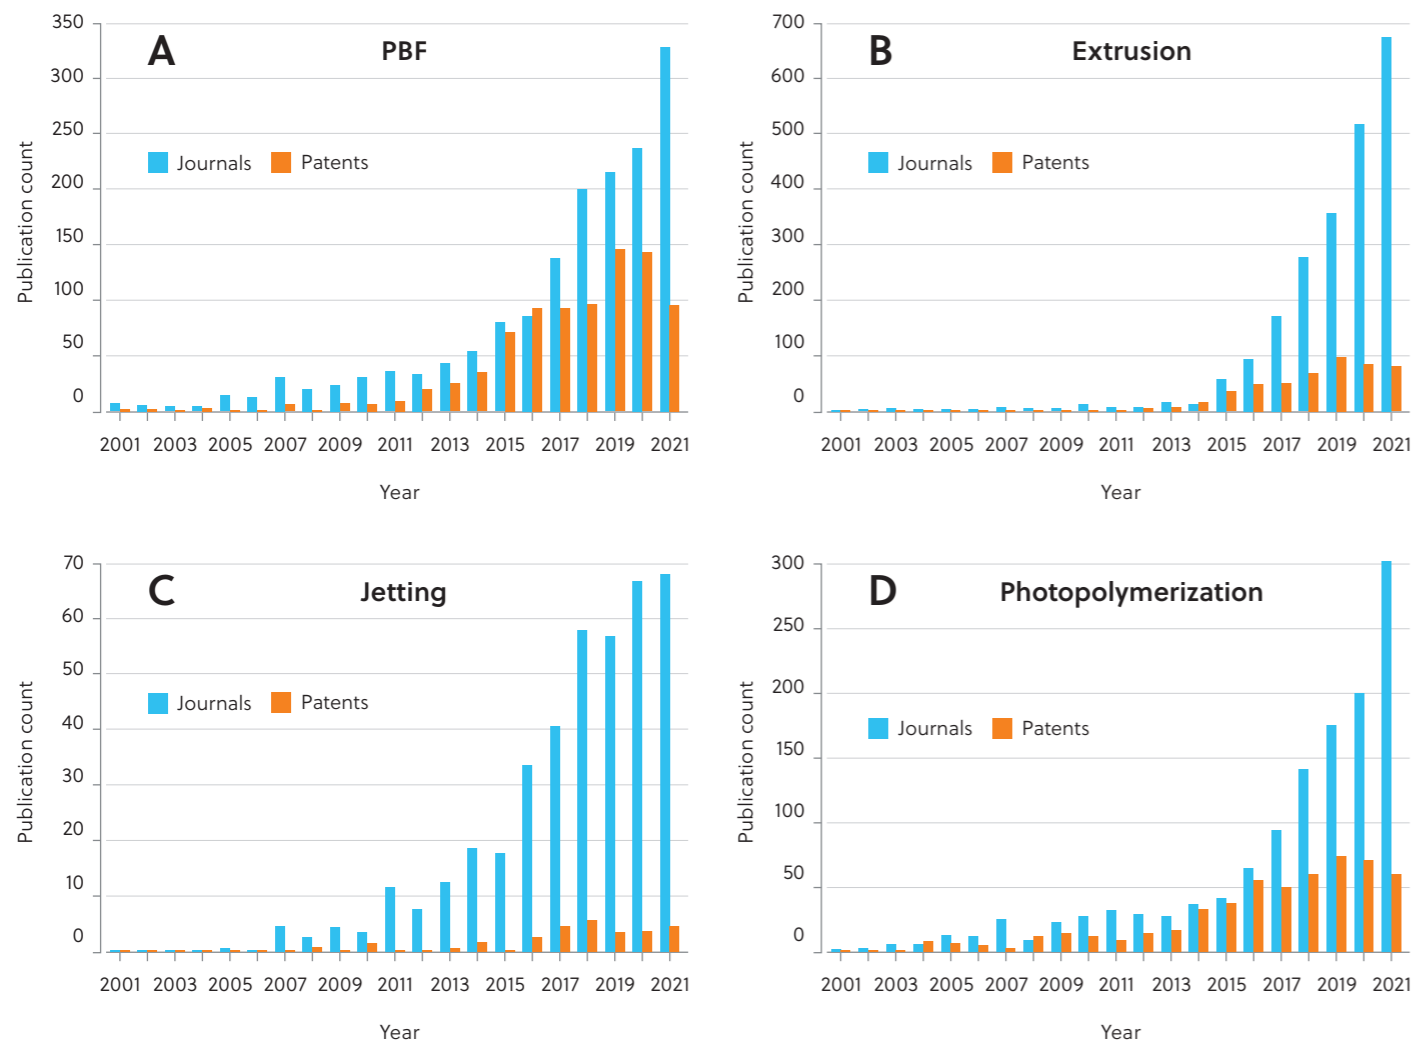 A PBF
Publication count
350
300
250
200
150
100
50
0
Journals Patents
2001 2003 2005 2007 2009 2011 2013 2015 2017 2019 2021
Year
B Extrusion
Publication count
700
600
500
400
300
200
100
0
Journals Patents
2001 2003 2005 2007 2009 2011 2013 2015 2017 2019 2021
Year
C Jetting
Publication count
70
60
50
40
30
20
10
0
Journals Patents
2001 2003 2005 2007 2009 2011 2013 2015 2017 2019 2021
Year
D Photopolymerization
Publication count
300
250
200
150
100
50
0
Journals Patents
2001 2003 2005 2007 2009 2011 2013 2015 2017 2019 2021
Year